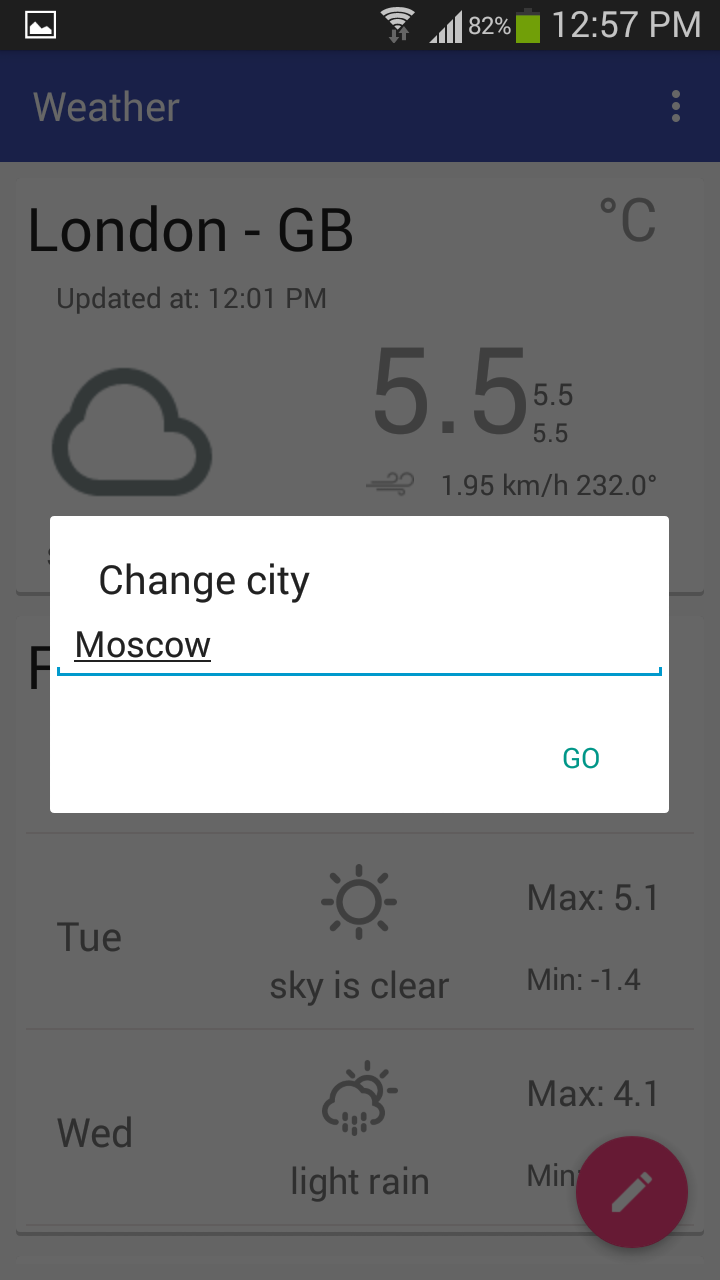 82% 12:57 PM
Weather
London - GB °C
Updated at: 12:01 PM
5.5
5.5
5.5
1.95 km/h 232.0°
Change city
Moscow
GO
Tue
sky is clear
Max: 5.1
Min: -1.4
Wed
light rain
Max: 4.1